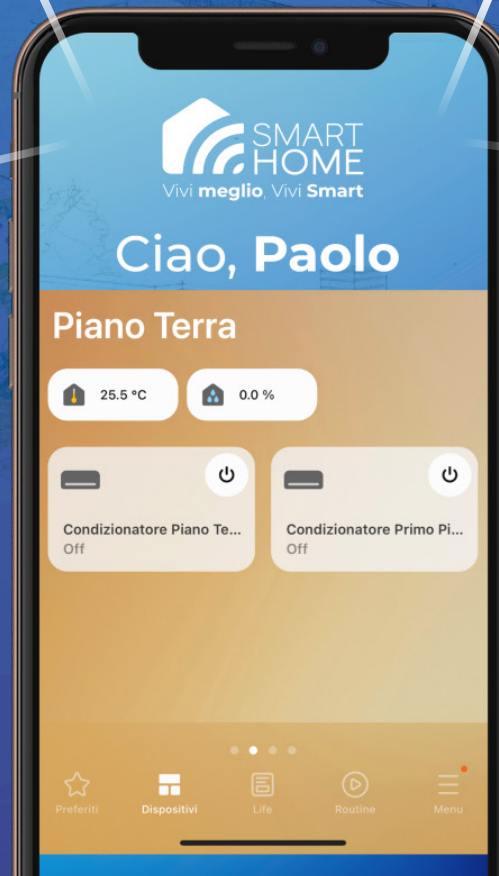 SMART
HOME
Vivi meglio, Vivi Smart
Ciao, Paolo
Piano Terra
25.5 °C
0.0 %
Condizionatore Piano Te...
Off
Condizionatore Primo Pi...
Off
Preferiti
Dispositivi
Life
Routine
Menu